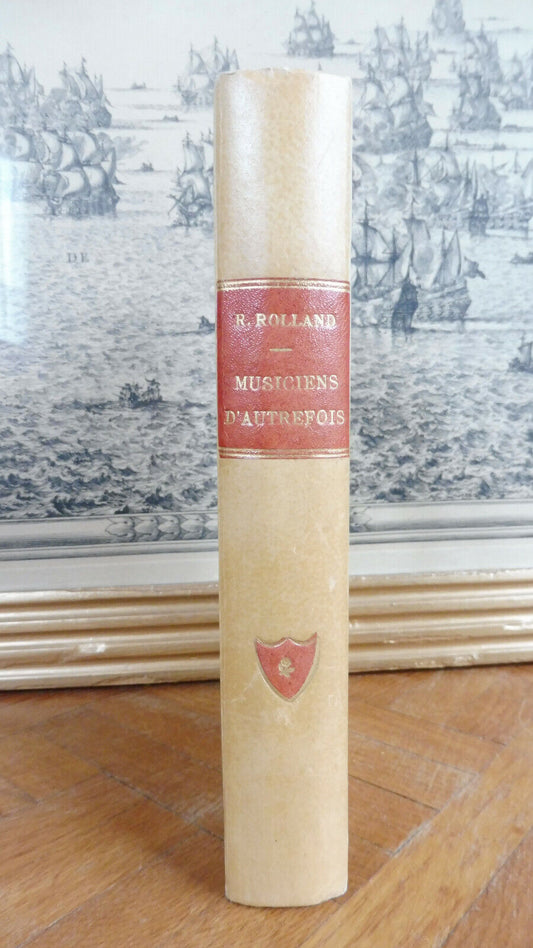 DE
R. ROLLAND
MUSICIENS
D'AUTREFOIS